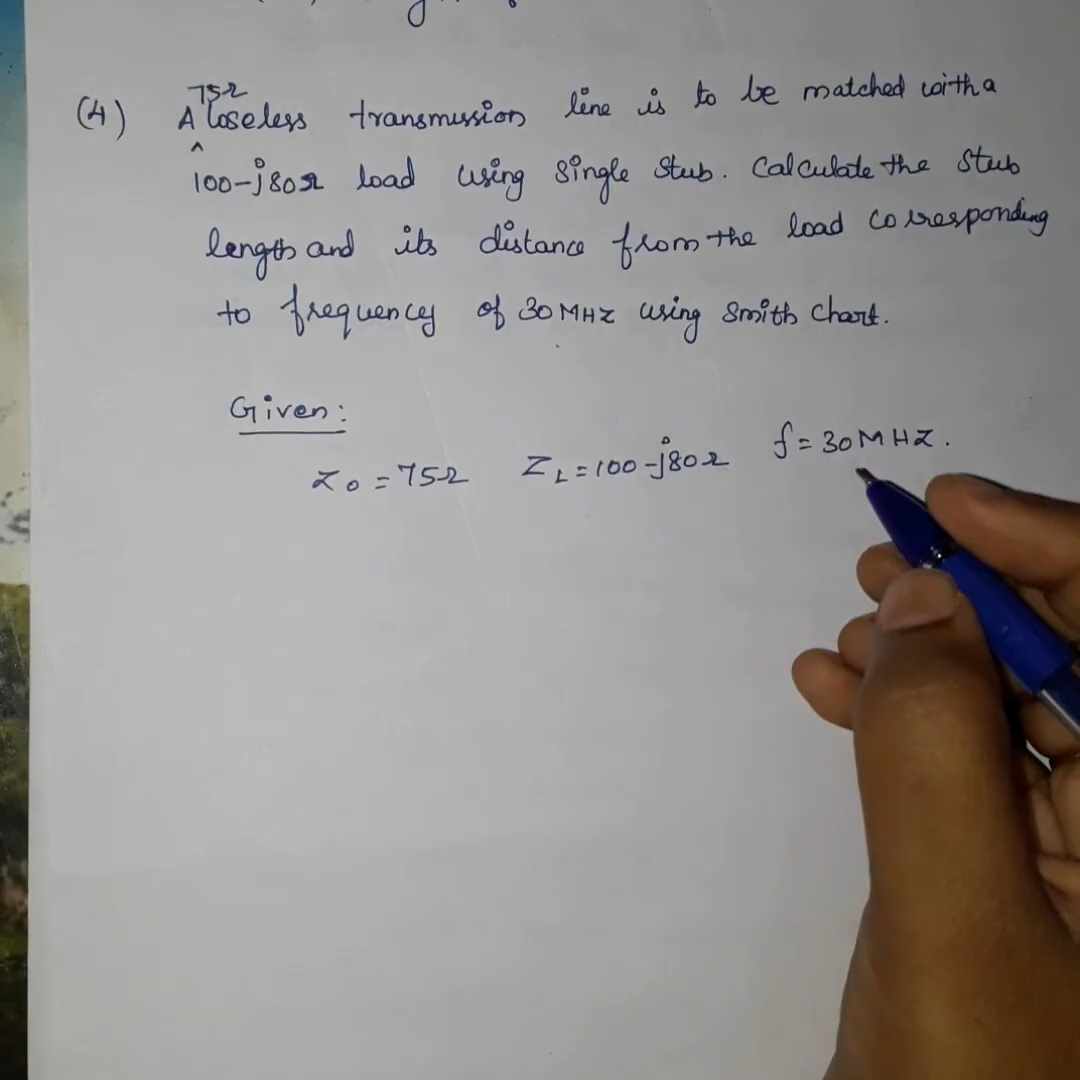 (4) A 75Ω loseless transmission line is to be matched with a
100-j80Ω load using single stub. Calculate the stub
length and its distance from the load corresponding
to frequency of 30 MHz using smith chart.
Given:
Z0 = 75Ω ZL = 100-j80Ω f = 30 MHZ.